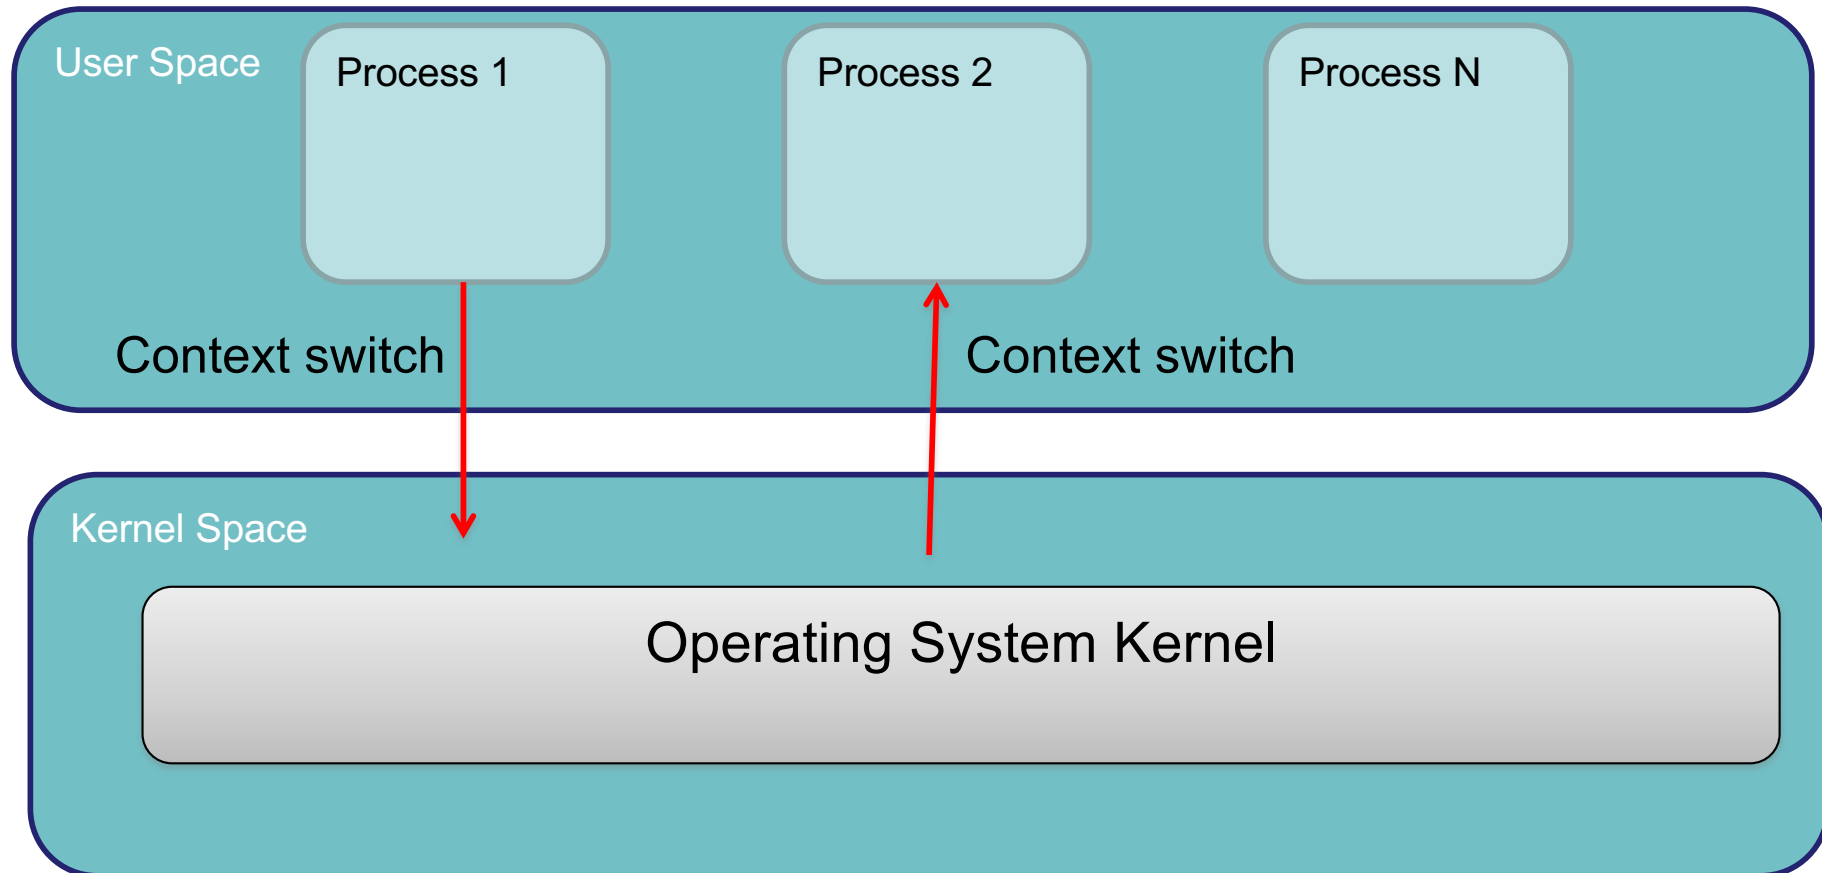 User Space
Process 1
Process 2
Process N
Context switch
Context switch
Kernel Space
Operating System Kernel